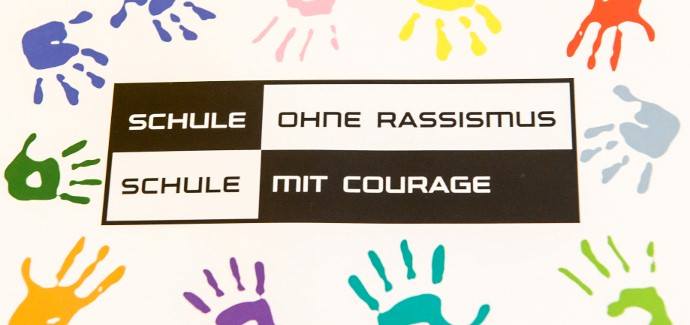 SCHULE OHNE RASSISMUS
SCHULE MIT COURAGE